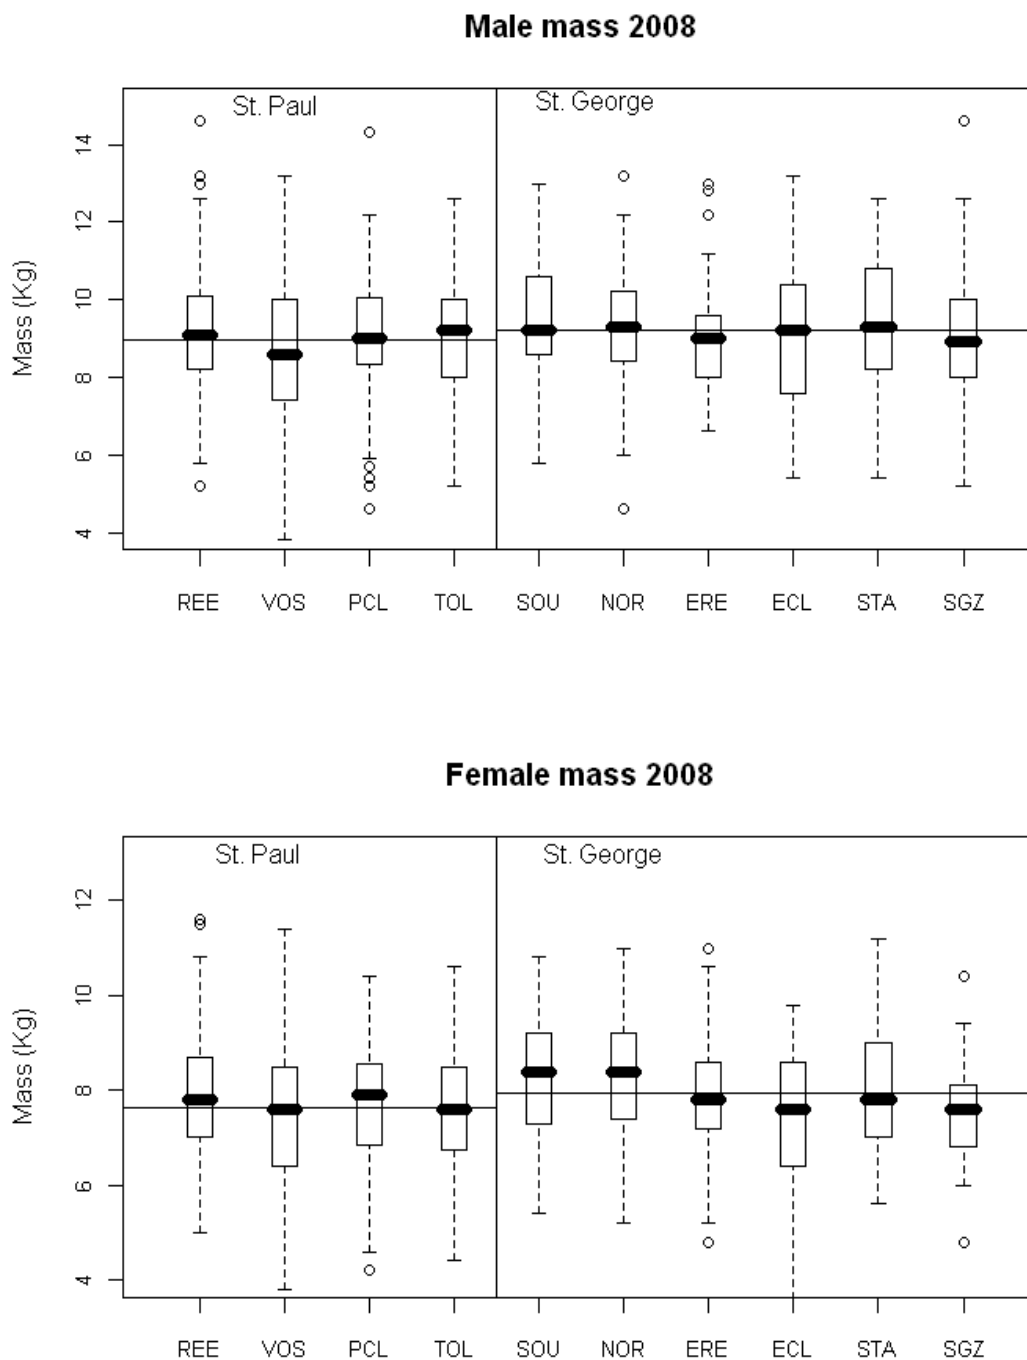 Male mass 2008
St. Paul St. George
14
12
10
8
6
4
Mass (Kg)
REE VOS PCL TOL SOU NOR ERE ECL STA SGZ
Female mass 2008
St. Paul St. George
12
10
8
6
4
Mass (Kg)
REE VOS PCL TOL SOU NOR ERE ECL STA SGZ